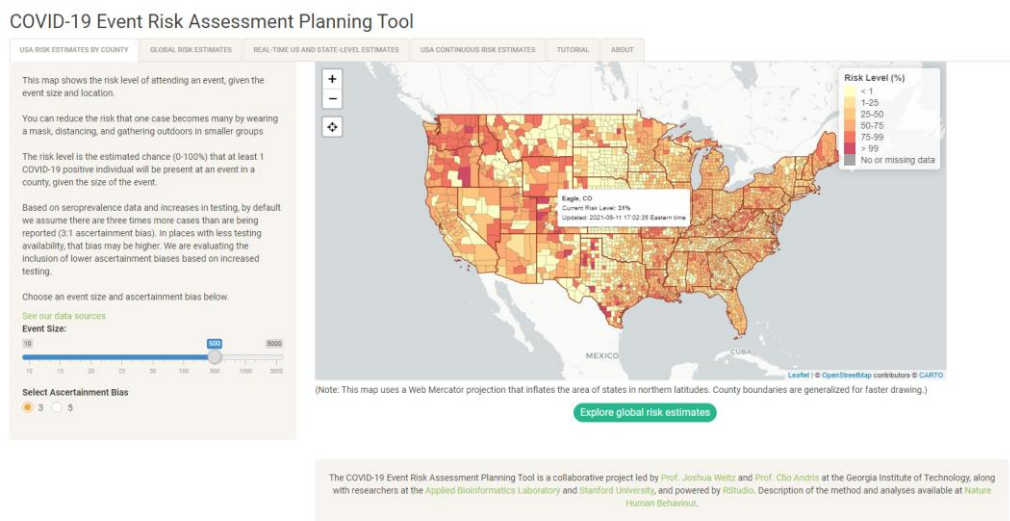 COVID-19 Event Risk Assessment Planning Tool
USA RISK ESTIMATES BY COUNTY
GLOBAL RISK ESTIMATES
REAL-TIME US AND STATE-LEVEL ESTIMATES
USA CONTINUOUS RISK ESTIMATES
TUTORIAL
ABOUT
This map shows the risk level of attending an event, given the
event size and location.
You can reduce the risk that one case becomes many by wearing
a mask, distancing, and gathering outdoors in smaller groups
The risk level is the estimated chance (0-100%) that at least 1
COVID-19 positive individual will be present at an event in a
county, given the size of the event.
Based on seroprevalence data and increases in testing, by default
we assume there are three times more cases than are being
reported (3:1 ascertainment bias). In places with less testing
availability, that bias may be higher. We are evaluating the
inclusion of lower ascertainment biases based on increased
testing.
Choose an event size and ascertainment bias below.
See our data sources
Event Size:
10 500 5000
10 15 20 25 50 100 500 1000 5000
Select Ascertainment Bias
3 5
+
−
Risk Level (%)
< 1
1-25
25-50
50-75
75-99
> 99
No or missing data
Eagle, CO
Current Risk Level: 31%
Updated: 2021-06-11 17:02:35 Eastern time
MEXICO
CUBA
Leaflet | © OpenStreetMap contributors © CARTO
(Note: This map uses a Web Mercator projection that inflates the area of states in northern latitudes. County boundaries are generalized for faster drawing.)
Explore global risk estimates
The COVID-19 Event Risk Assessment Planning Tool is a collaborative project led by Prof. Joshua Weitz and Prof. Clio Andris at the Georgia Institute of Technology, along
with researchers at the Applied Bioinformatics Laboratory and Stanford University, and powered by RStudio. Description of the method and analyses available at Nature
Human Behaviour.